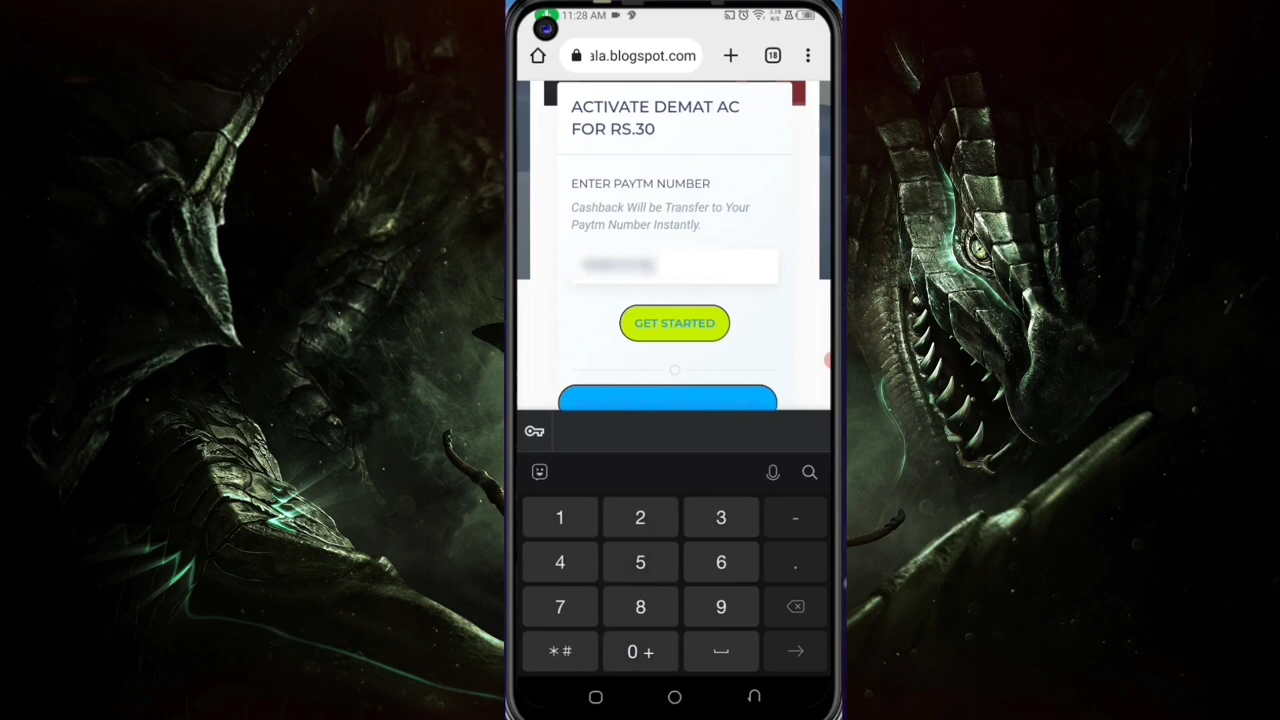 11:28 AM
ala.blogspot.com
18
ACTIVATE DEMAT AC
FOR RS.30
ENTER PAYTM NUMBER
Cashback Will be Transfer to Your
Paytm Number Instantly.
GET STARTED
1 2 3 -
4 5 6 .
7 8 9
*# 0 +